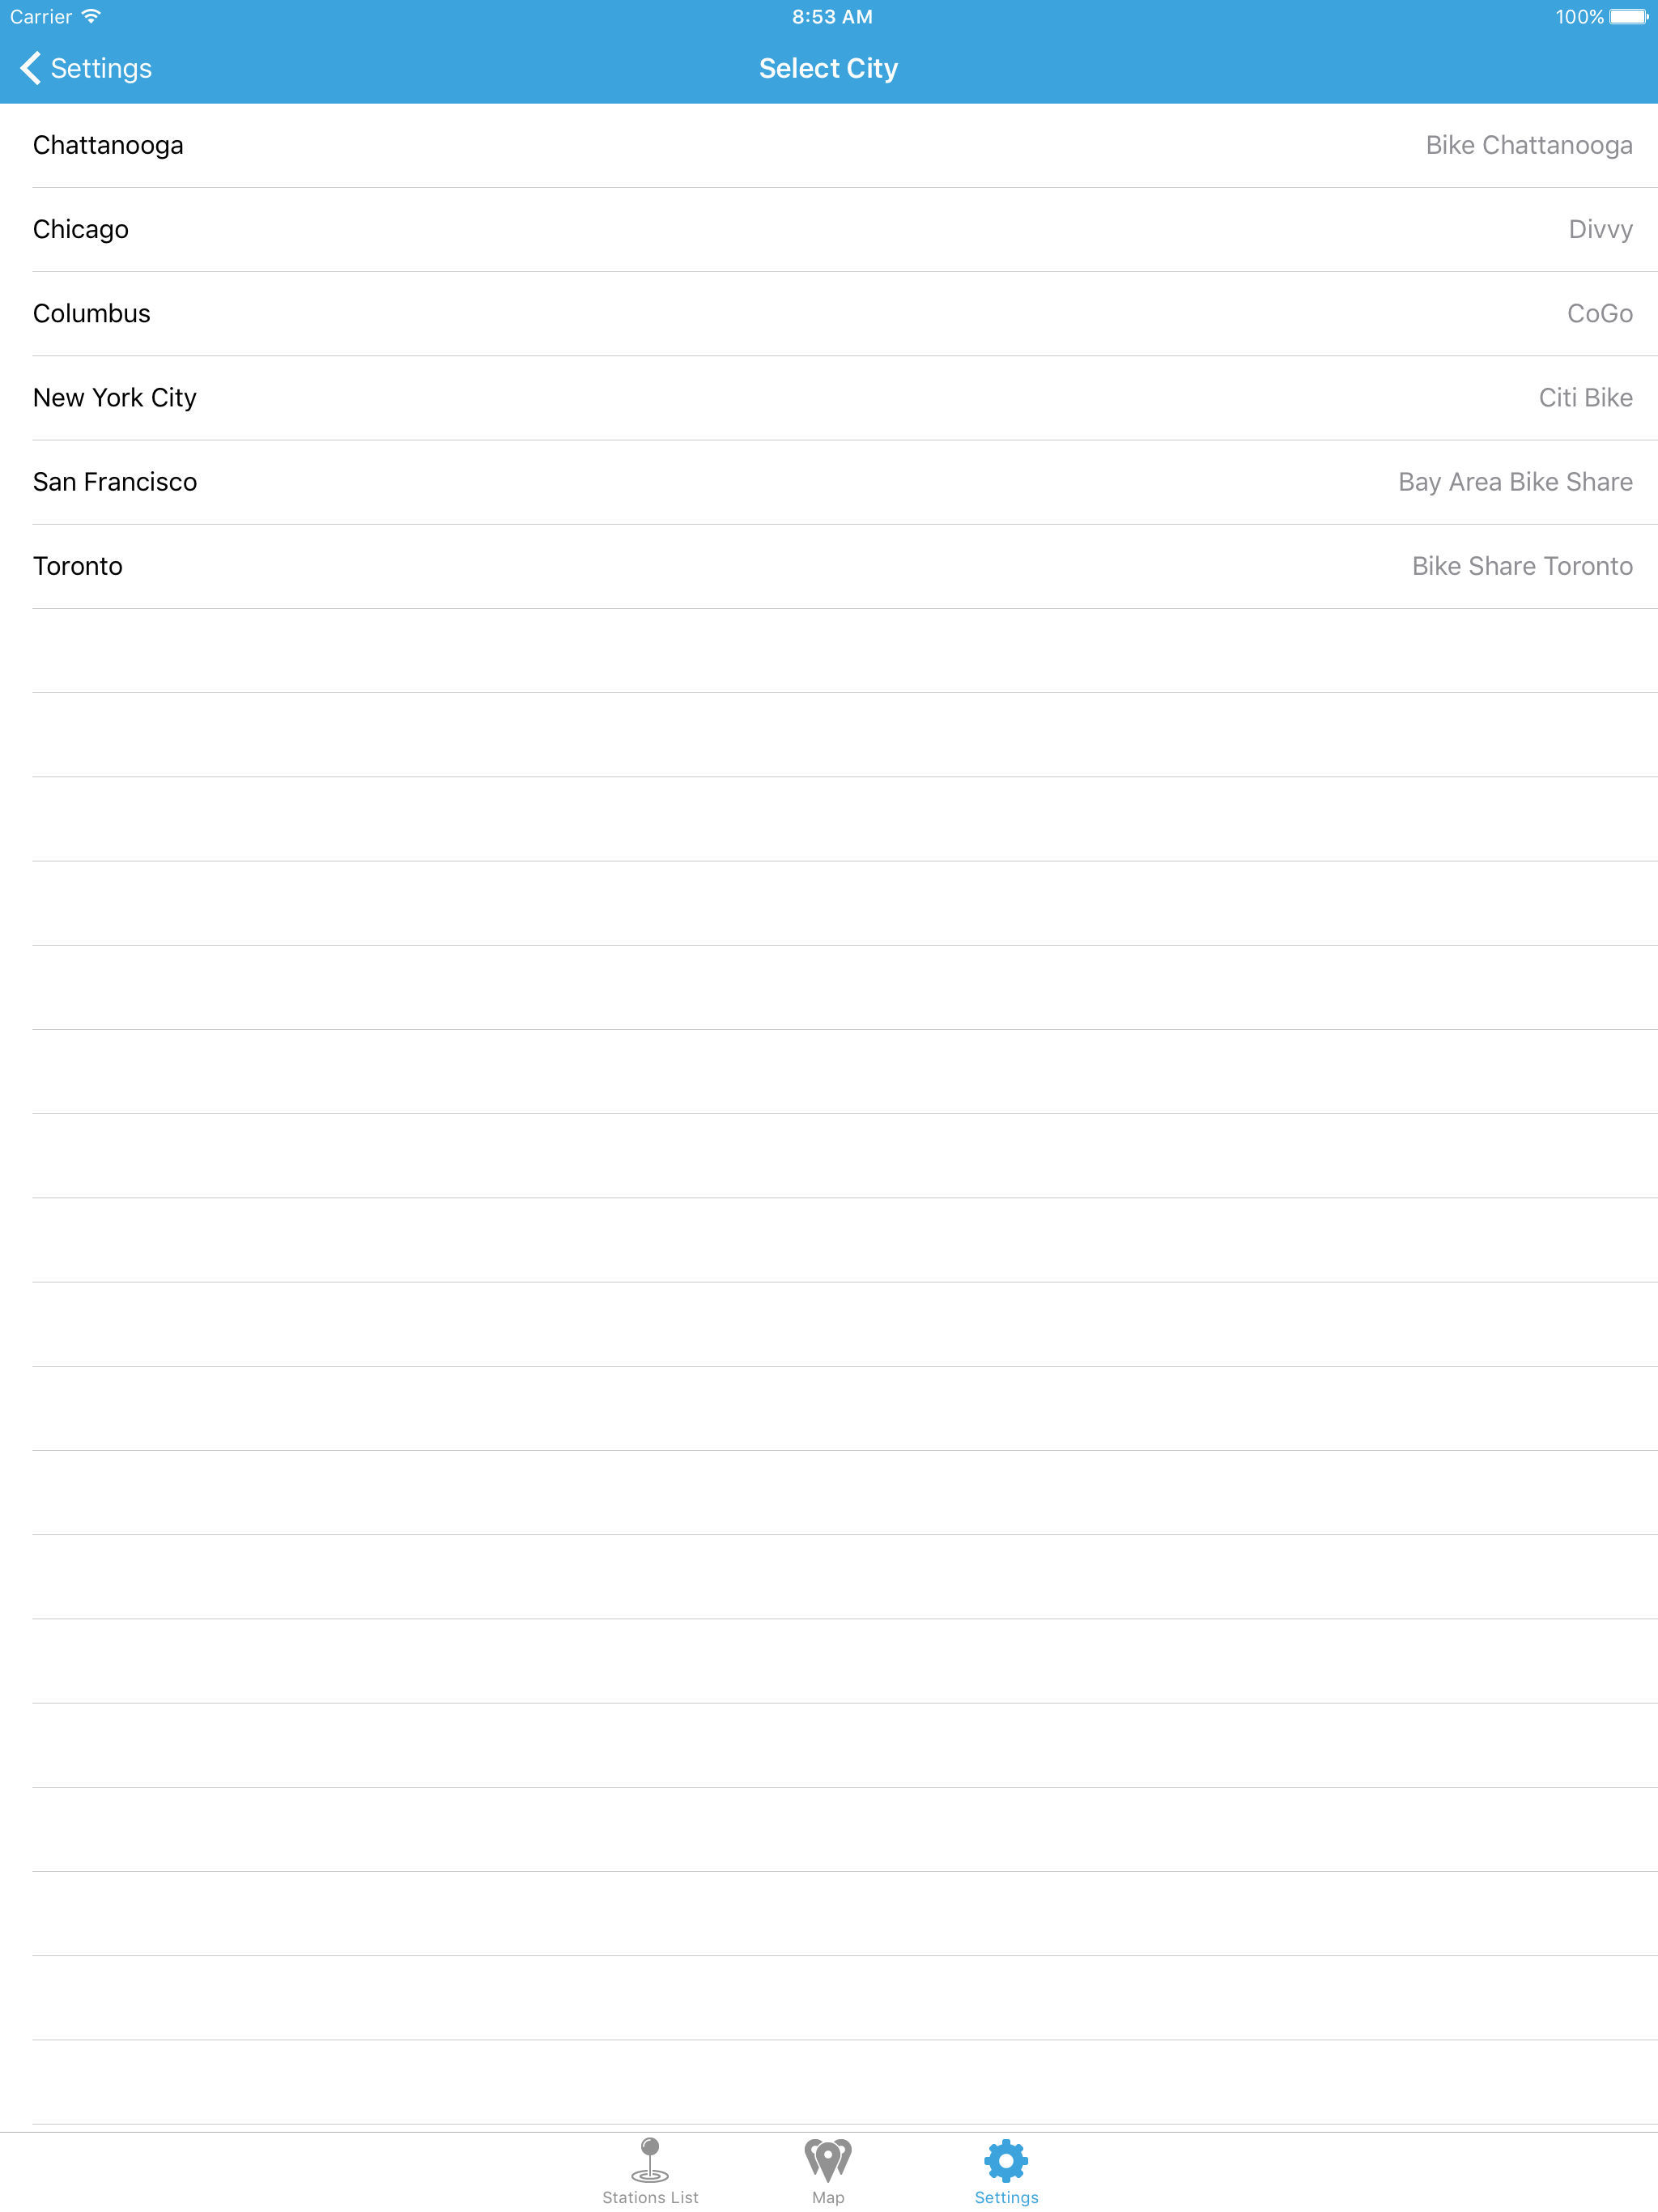 Carrier 8:53 AM 100%
Settings Select City
Chattanooga Bike Chattanooga
Chicago Divvy
Columbus CoGo
New York City Citi Bike
San Francisco Bay Area Bike Share
Toronto Bike Share Toronto
Stations List Map Settings